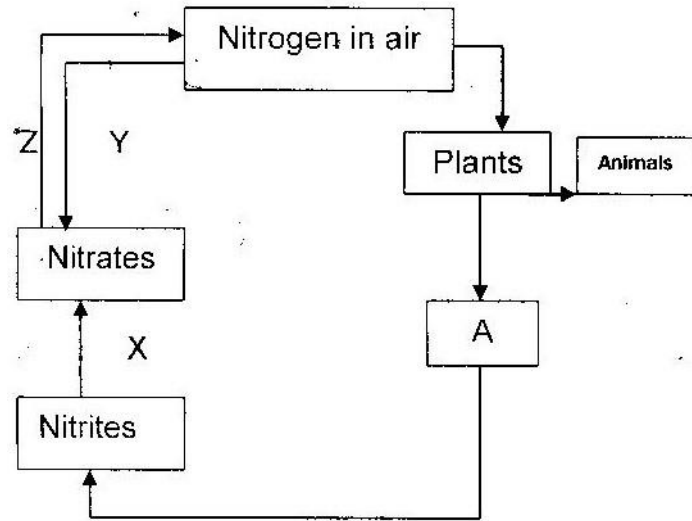 Nitrogen in air
Z
Y
Plants
Animals
Nitrates
A
X
Nitrites